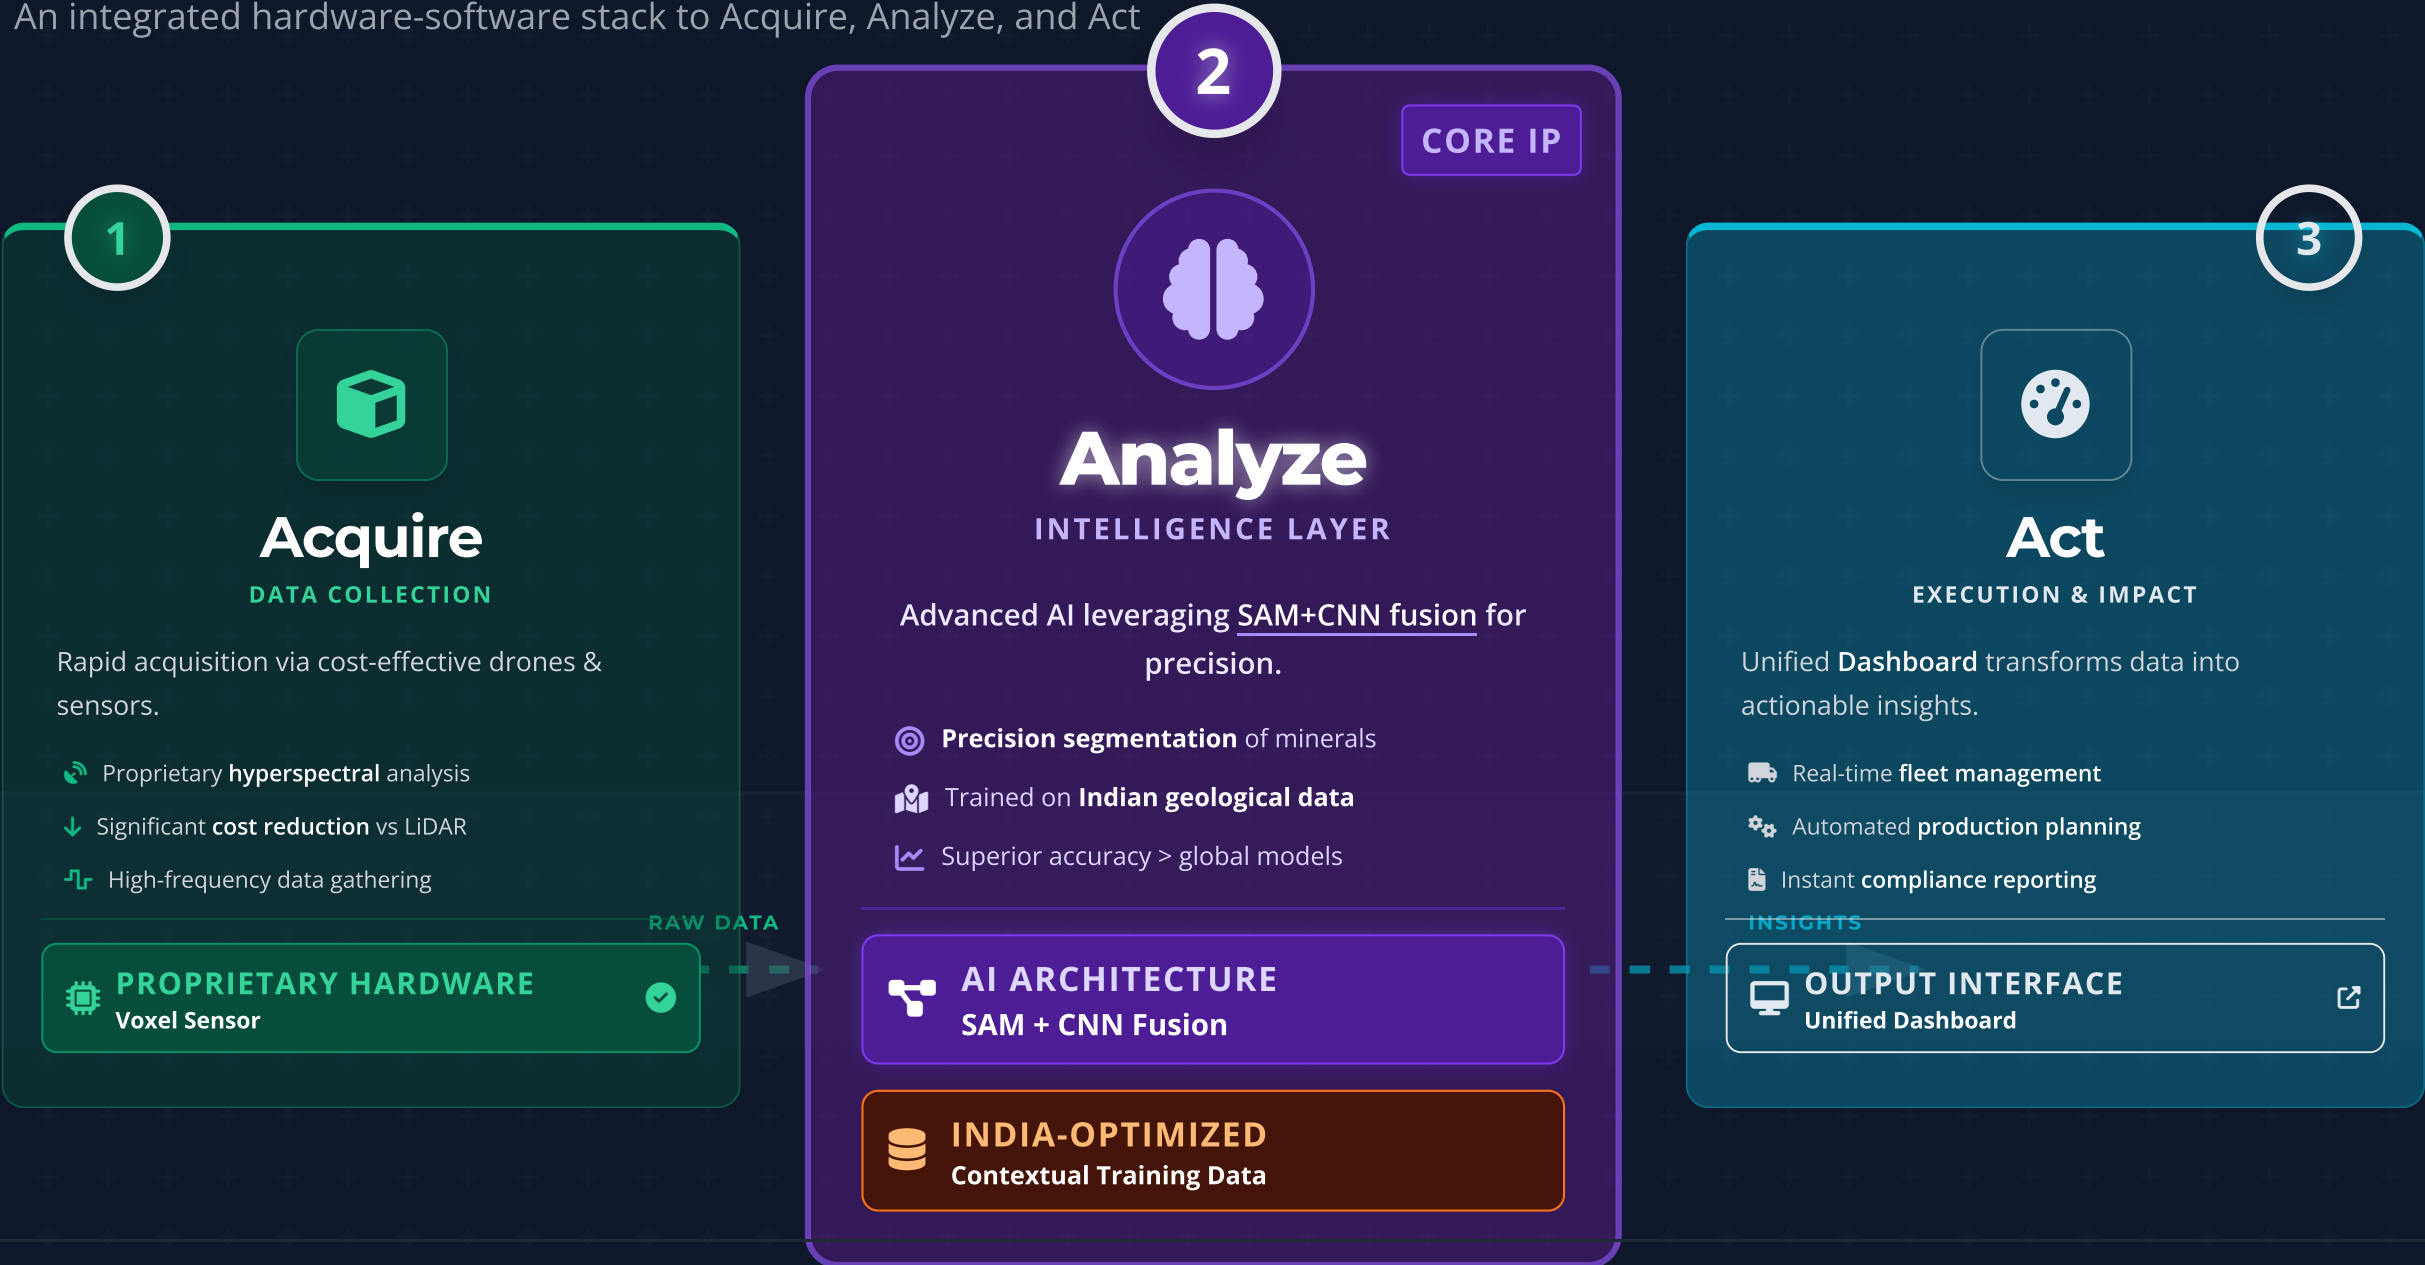 An integrated hardware-software stack to Acquire, Analyze, and Act
1
Acquire
DATA COLLECTION
Rapid acquisition via cost-effective drones &
sensors.
Proprietary hyperspectral analysis
Significant cost reduction vs LiDAR
High-frequency data gathering
RAW DATA
PROPRIETARY HARDWARE
Voxel Sensor
2
CORE IP
Analyze
INTELLIGENCE LAYER
Advanced AI leveraging SAM+CNN fusion for
precision.
Precision segmentation of minerals
Trained on Indian geological data
Superior accuracy > global models
AI ARCHITECTURE
SAM + CNN Fusion
INDIA-OPTIMIZED
Contextual Training Data
3
Act
EXECUTION & IMPACT
Unified Dashboard transforms data into
actionable insights.
Real-time fleet management
Automated production planning
Instant compliance reporting
INSIGHTS
OUTPUT INTERFACE
Unified Dashboard